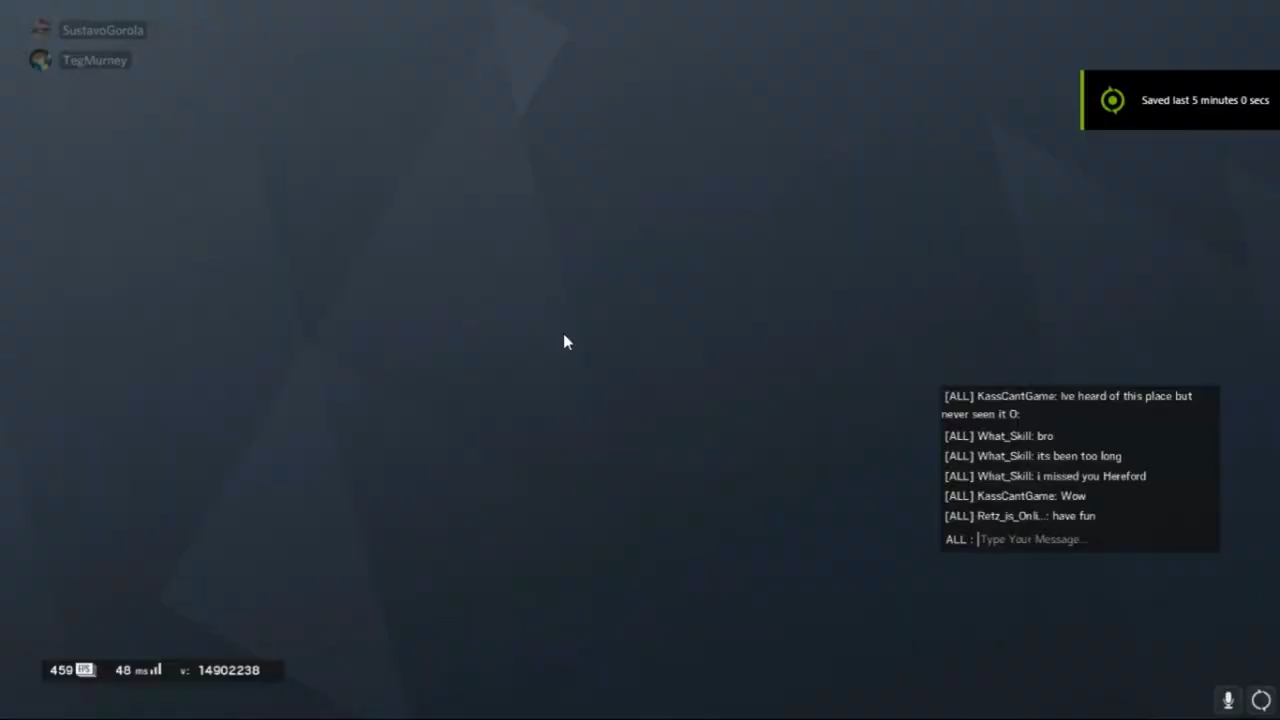 SustavoGorola
TegMurney
Saved last 5 minutes 0 secs
[ALL] KassCantGame: Ive heard of this place but
never seen it O:
[ALL] What_Skill: bro
[ALL] What_Skill: its been too long
[ALL] What_Skill: i missed you Hereford
[ALL] KassCantGame: Wow
[ALL] Retz_is_Onli...: have fun
ALL : Type Your Message...
459 FPS 48 ms v: 14902238